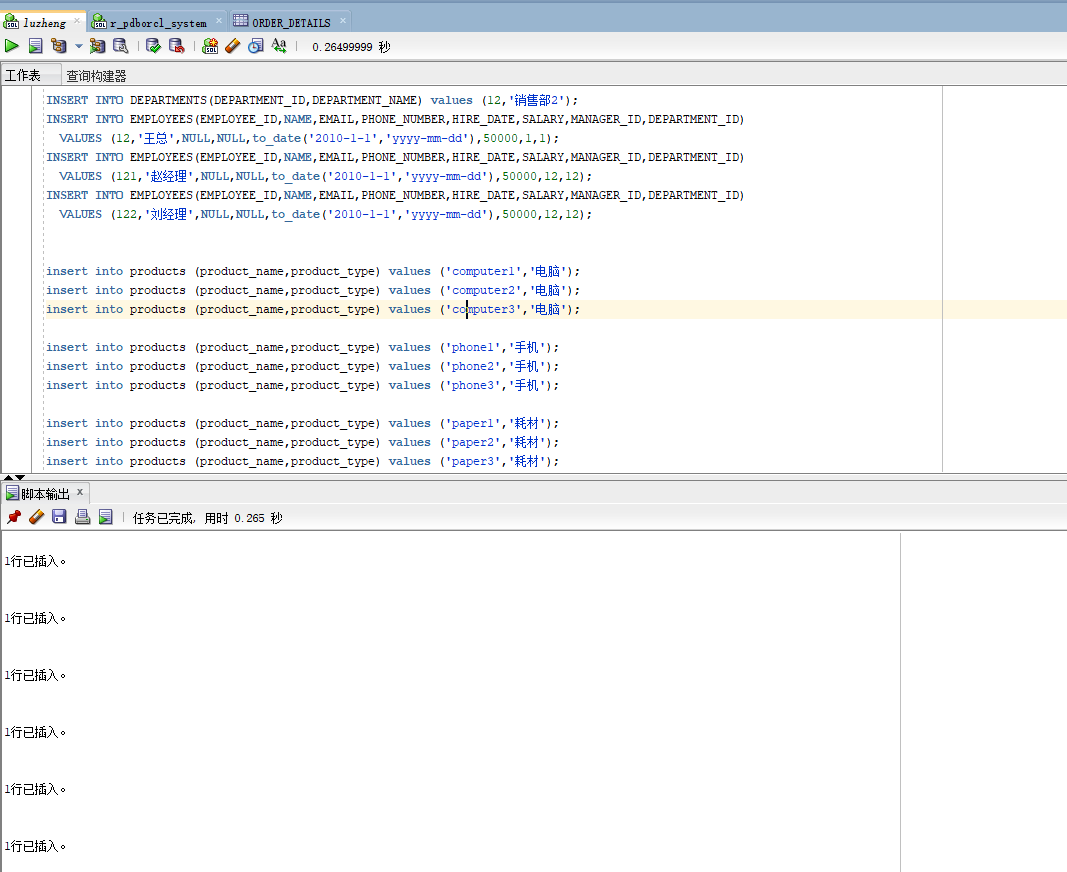 luzheng
r_pdborcl_system
ORDER_DETAILS
0.26499999 秒
工作表
查询构建器
INSERT INTO DEPARTMENTS(DEPARTMENT_ID,DEPARTMENT_NAME) values (12,'销售部2');
INSERT INTO EMPLOYEES(EMPLOYEE_ID,NAME,EMAIL,PHONE_NUMBER,HIRE_DATE,SALARY,MANAGER_ID,DEPARTMENT_ID)
VALUES (12,'王总',NULL,NULL,to_date('2010-1-1','yyyy-mm-dd'),50000,1,1);
INSERT INTO EMPLOYEES(EMPLOYEE_ID,NAME,EMAIL,PHONE_NUMBER,HIRE_DATE,SALARY,MANAGER_ID,DEPARTMENT_ID)
VALUES (121,'赵经理',NULL,NULL,to_date('2010-1-1','yyyy-mm-dd'),50000,12,12);
INSERT INTO EMPLOYEES(EMPLOYEE_ID,NAME,EMAIL,PHONE_NUMBER,HIRE_DATE,SALARY,MANAGER_ID,DEPARTMENT_ID)
VALUES (122,'刘经理',NULL,NULL,to_date('2010-1-1','yyyy-mm-dd'),50000,12,12);
insert into products (product_name,product_type) values ('computer1','电脑');
insert into products (product_name,product_type) values ('computer2','电脑');
insert into products (product_name,product_type) values ('computer3','电脑');
insert into products (product_name,product_type) values ('phone1','手机');
insert into products (product_name,product_type) values ('phone2','手机');
insert into products (product_name,product_type) values ('phone3','手机');
insert into products (product_name,product_type) values ('paper1','耗材');
insert into products (product_name,product_type) values ('paper2','耗材');
insert into products (product_name,product_type) values ('paper3','耗材');
脚本输出
任务已完成, 用时 0.265 秒
1行已插入。
1行已插入。
1行已插入。
1行已插入。
1行已插入。
1行已插入。